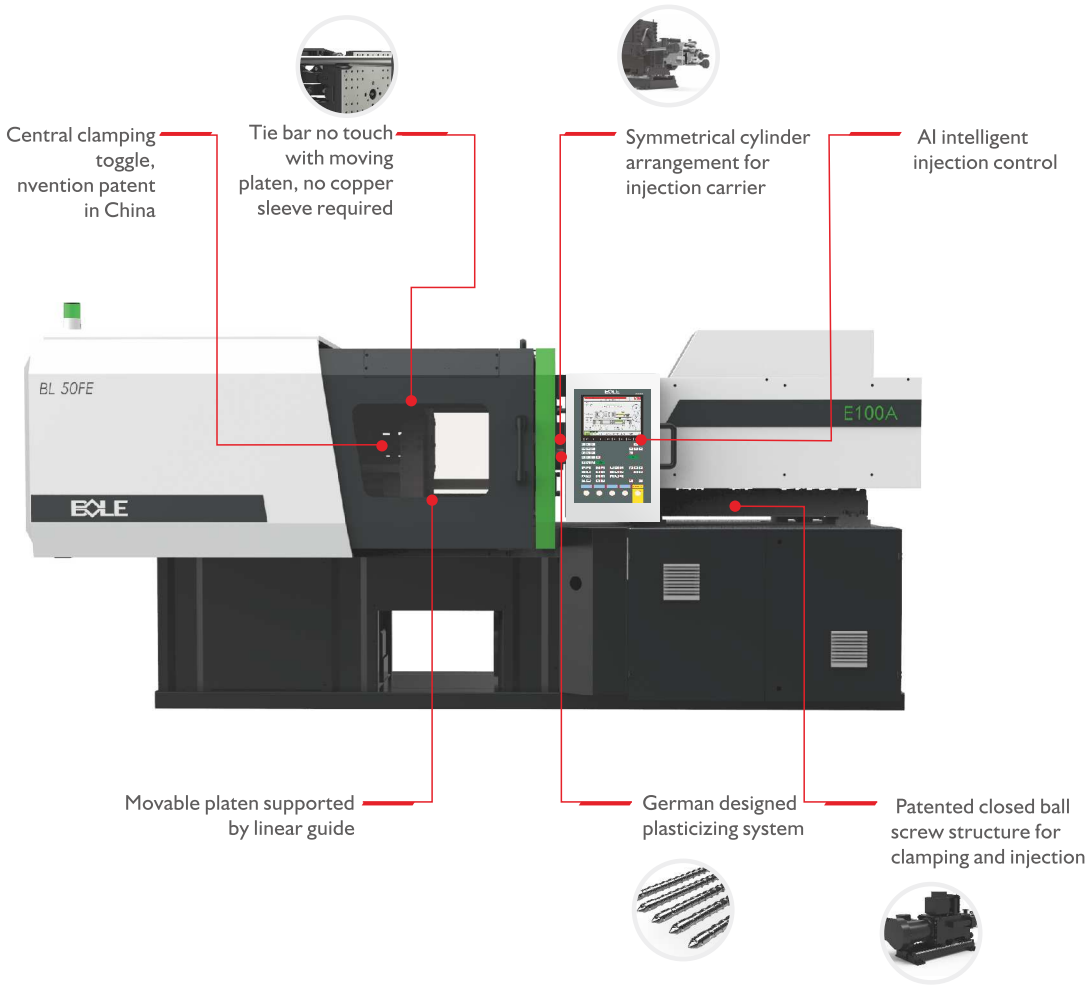 Central clamping
toggle,
nvention patent
in China
Tie bar no touch
with moving
platen, no copper
sleeve required
Symmetrical cylinder
arrangement for
injection carrier
AI intelligent
injection control
BL 50FE
BOLE
BOLE
E100A
Movable platen supported
by linear guide
German designed
plasticizing system
Patented closed ball
screw structure for
clamping and injection